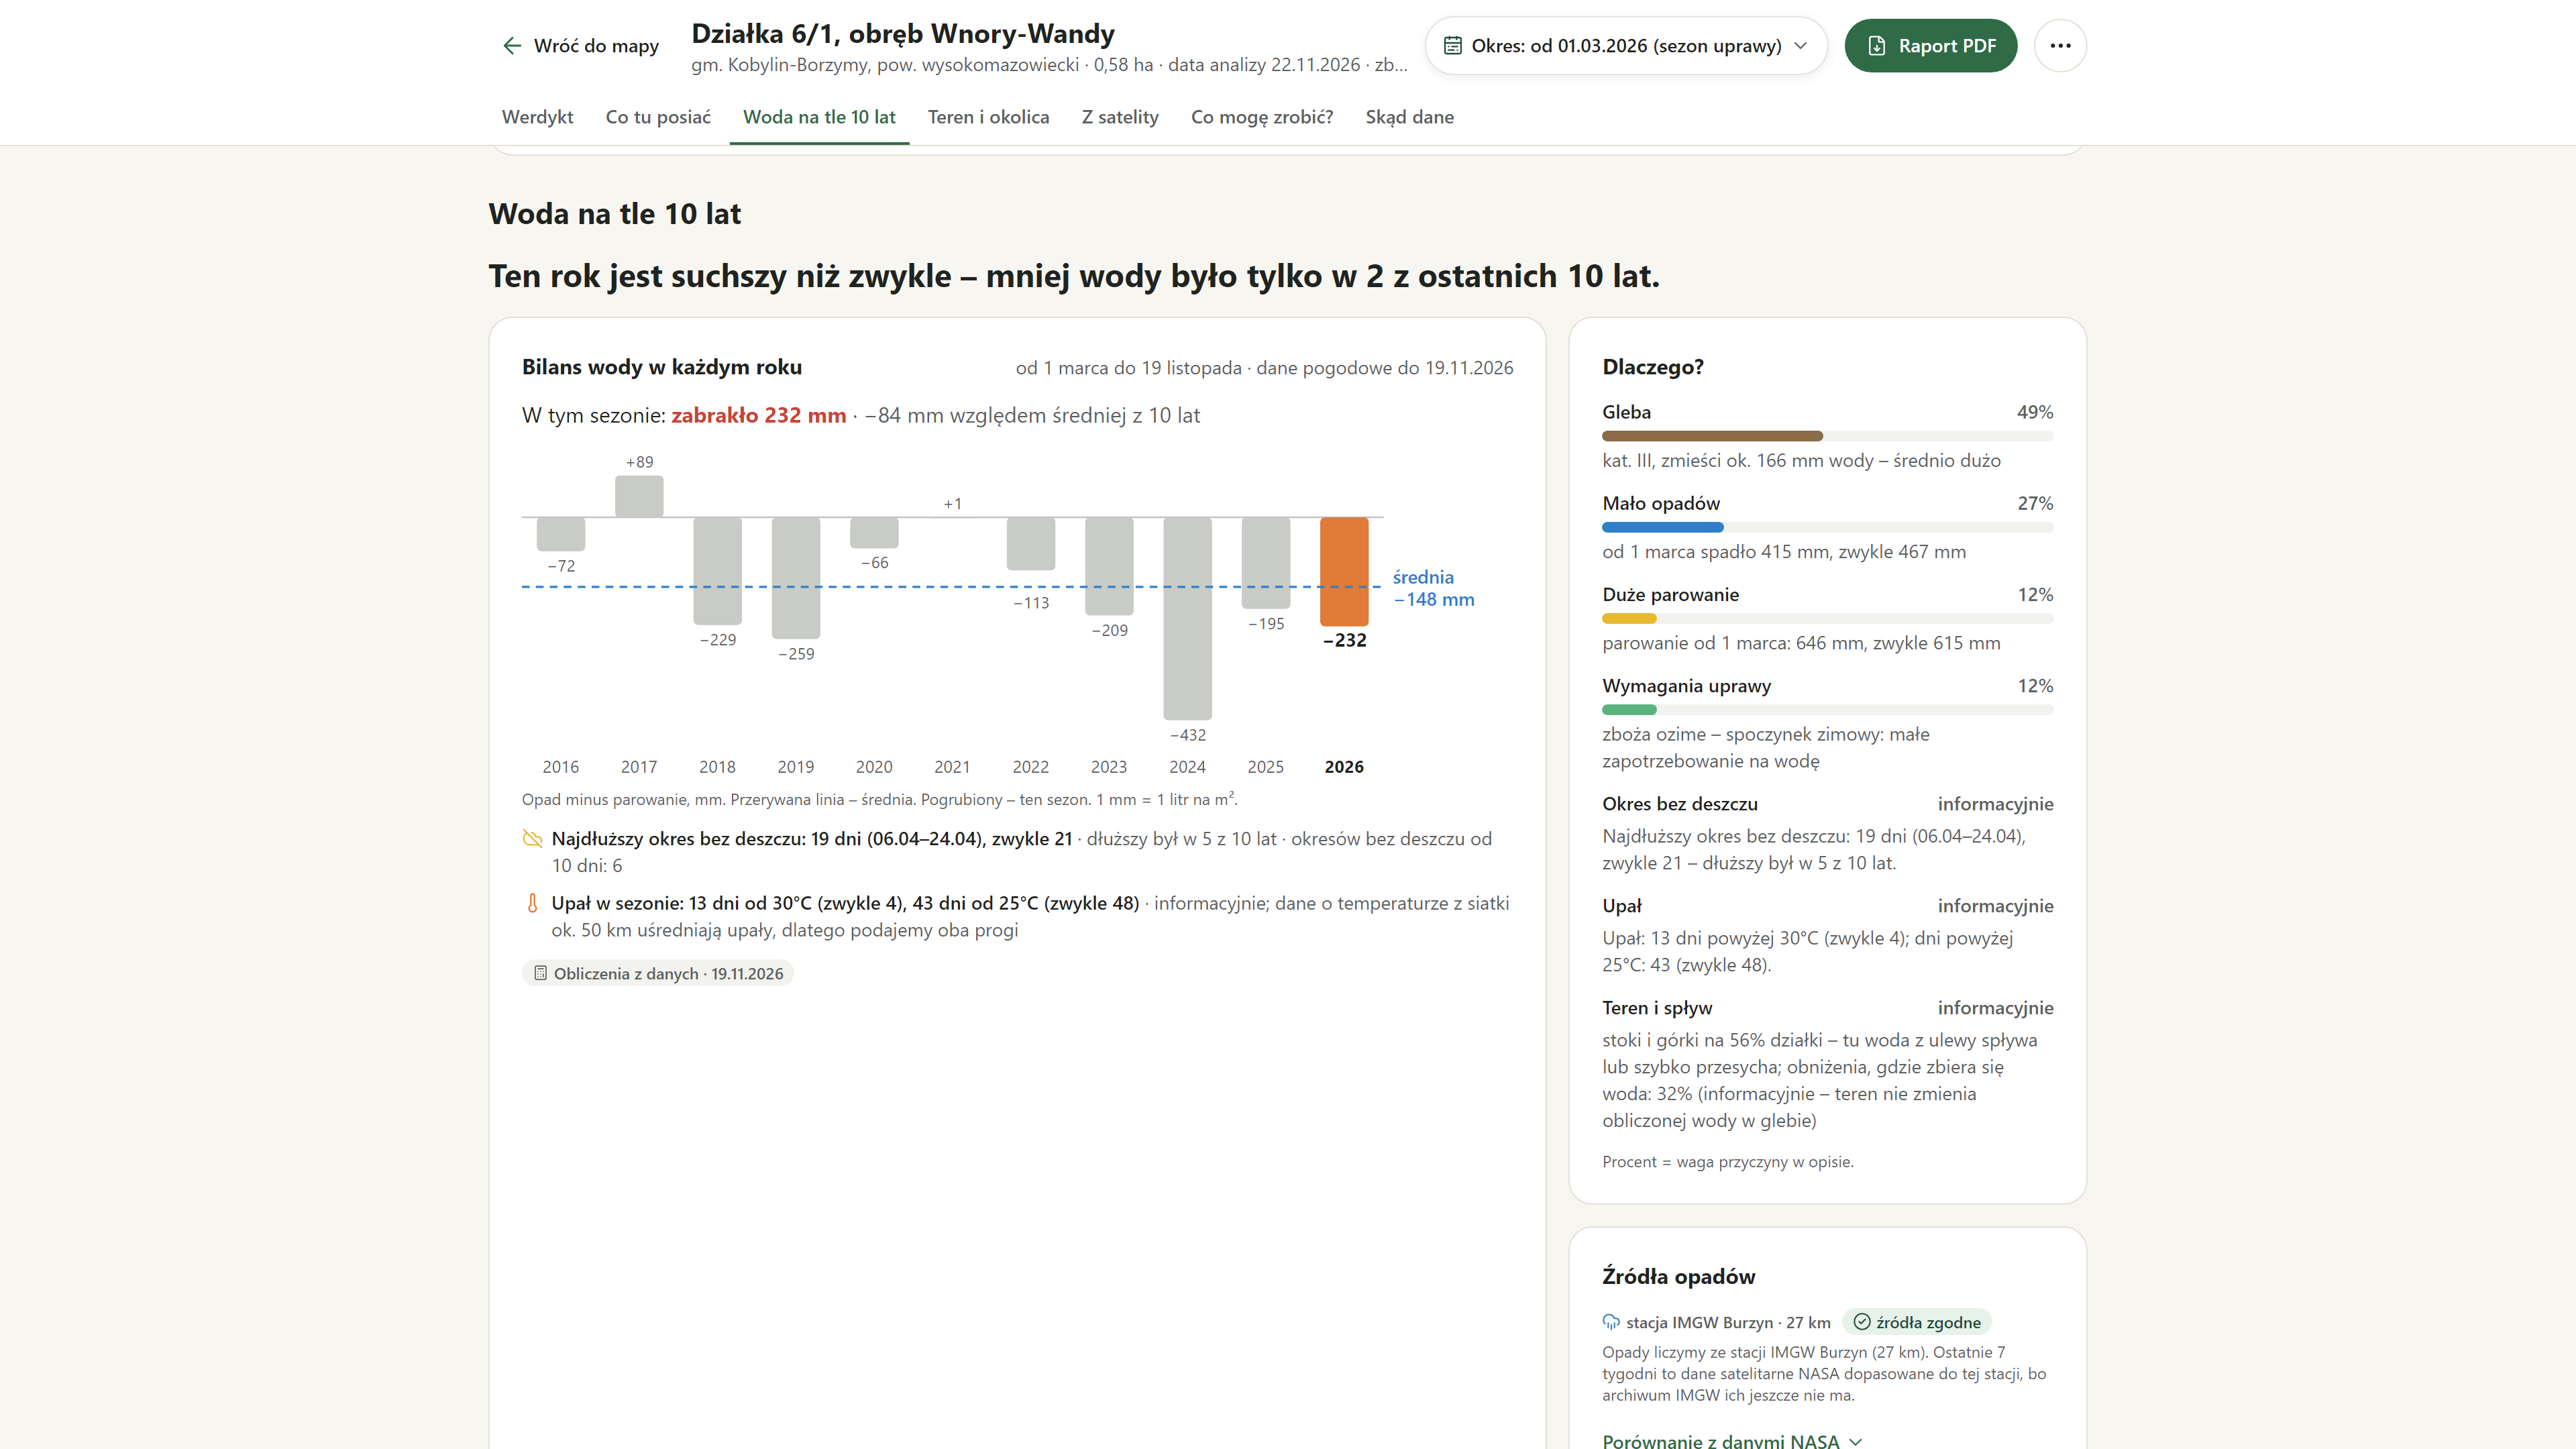 Wróć do mapy
Działka 6/1, obręb Wnory-Wandy
gm. Kobylin-Borzymy, pow. wysokomazowiecki · 0,58 ha · data analizy 22.11.2026 · zb...
Okres: od 01.03.2026 (sezon uprawy)
Raport PDF
Werdykt
Co tu posiać
Woda na tle 10 lat
Teren i okolica
Z satelity
Co mogę zrobić?
Skąd dane
Woda na tle 10 lat
Ten rok jest suchszy niż zwykle – mniej wody było tylko w 2 z ostatnich 10 lat.
Bilans wody w każdym roku
od 1 marca do 19 listopada · dane pogodowe do 19.11.2026
W tym sezonie: zabrakło 232 mm · −84 mm względem średniej z 10 lat
+89
+1
−72
−66
−113
−229
−259
−209
−195
−232
−432
średnia
−148 mm
2016 2017 2018 2019 2020 2021 2022 2023 2024 2025 2026
Opad minus parowanie, mm. Przerywana linia – średnia. Pogrubiony – ten sezon. 1 mm = 1 litr na m².
Najdłuższy okres bez deszczu: 19 dni (06.04–24.04), zwykle 21 · dłuższy był w 5 z 10 lat · okresów bez deszczu od
10 dni: 6
Upał w sezonie: 13 dni od 30°C (zwykle 4), 43 dni od 25°C (zwykle 48) · informacyjnie; dane o temperaturze z siatki
ok. 50 km uśredniają upały, dlatego podajemy oba progi
Obliczenia z danych · 19.11.2026
Dlaczego?
Gleba 49%
kat. III, zmieści ok. 166 mm wody – średnio dużo
Mało opadów 27%
od 1 marca spadło 415 mm, zwykle 467 mm
Duże parowanie 12%
parowanie od 1 marca: 646 mm, zwykle 615 mm
Wymagania uprawy 12%
zboża ozime – spoczynek zimowy: małe
zapotrzebowanie na wodę
Okres bez deszczu informacyjnie
Najdłuższy okres bez deszczu: 19 dni (06.04–24.04),
zwykle 21 – dłuższy był w 5 z 10 lat.
Upał informacyjnie
Upał: 13 dni powyżej 30°C (zwykle 4); dni powyżej
25°C: 43 (zwykle 48).
Teren i spływ informacyjnie
stoki i górki na 56% działki – tu woda z ulewy spływa
lub szybko przesycha; obniżenia, gdzie zbiera się
woda: 32% (informacyjnie – teren nie zmienia
obliczonej wody w glebie)
Procent = waga przyczyny w opisie.
Źródła opadów
stacja IMGW Burzyn · 27 km
źródła zgodne
Opady liczymy ze stacji IMGW Burzyn (27 km). Ostatnie 7
tygodni to dane satelitarne NASA dopasowane do tej stacji, bo
archiwum IMGW ich jeszcze nie ma.
Porównanie z danymi NASA